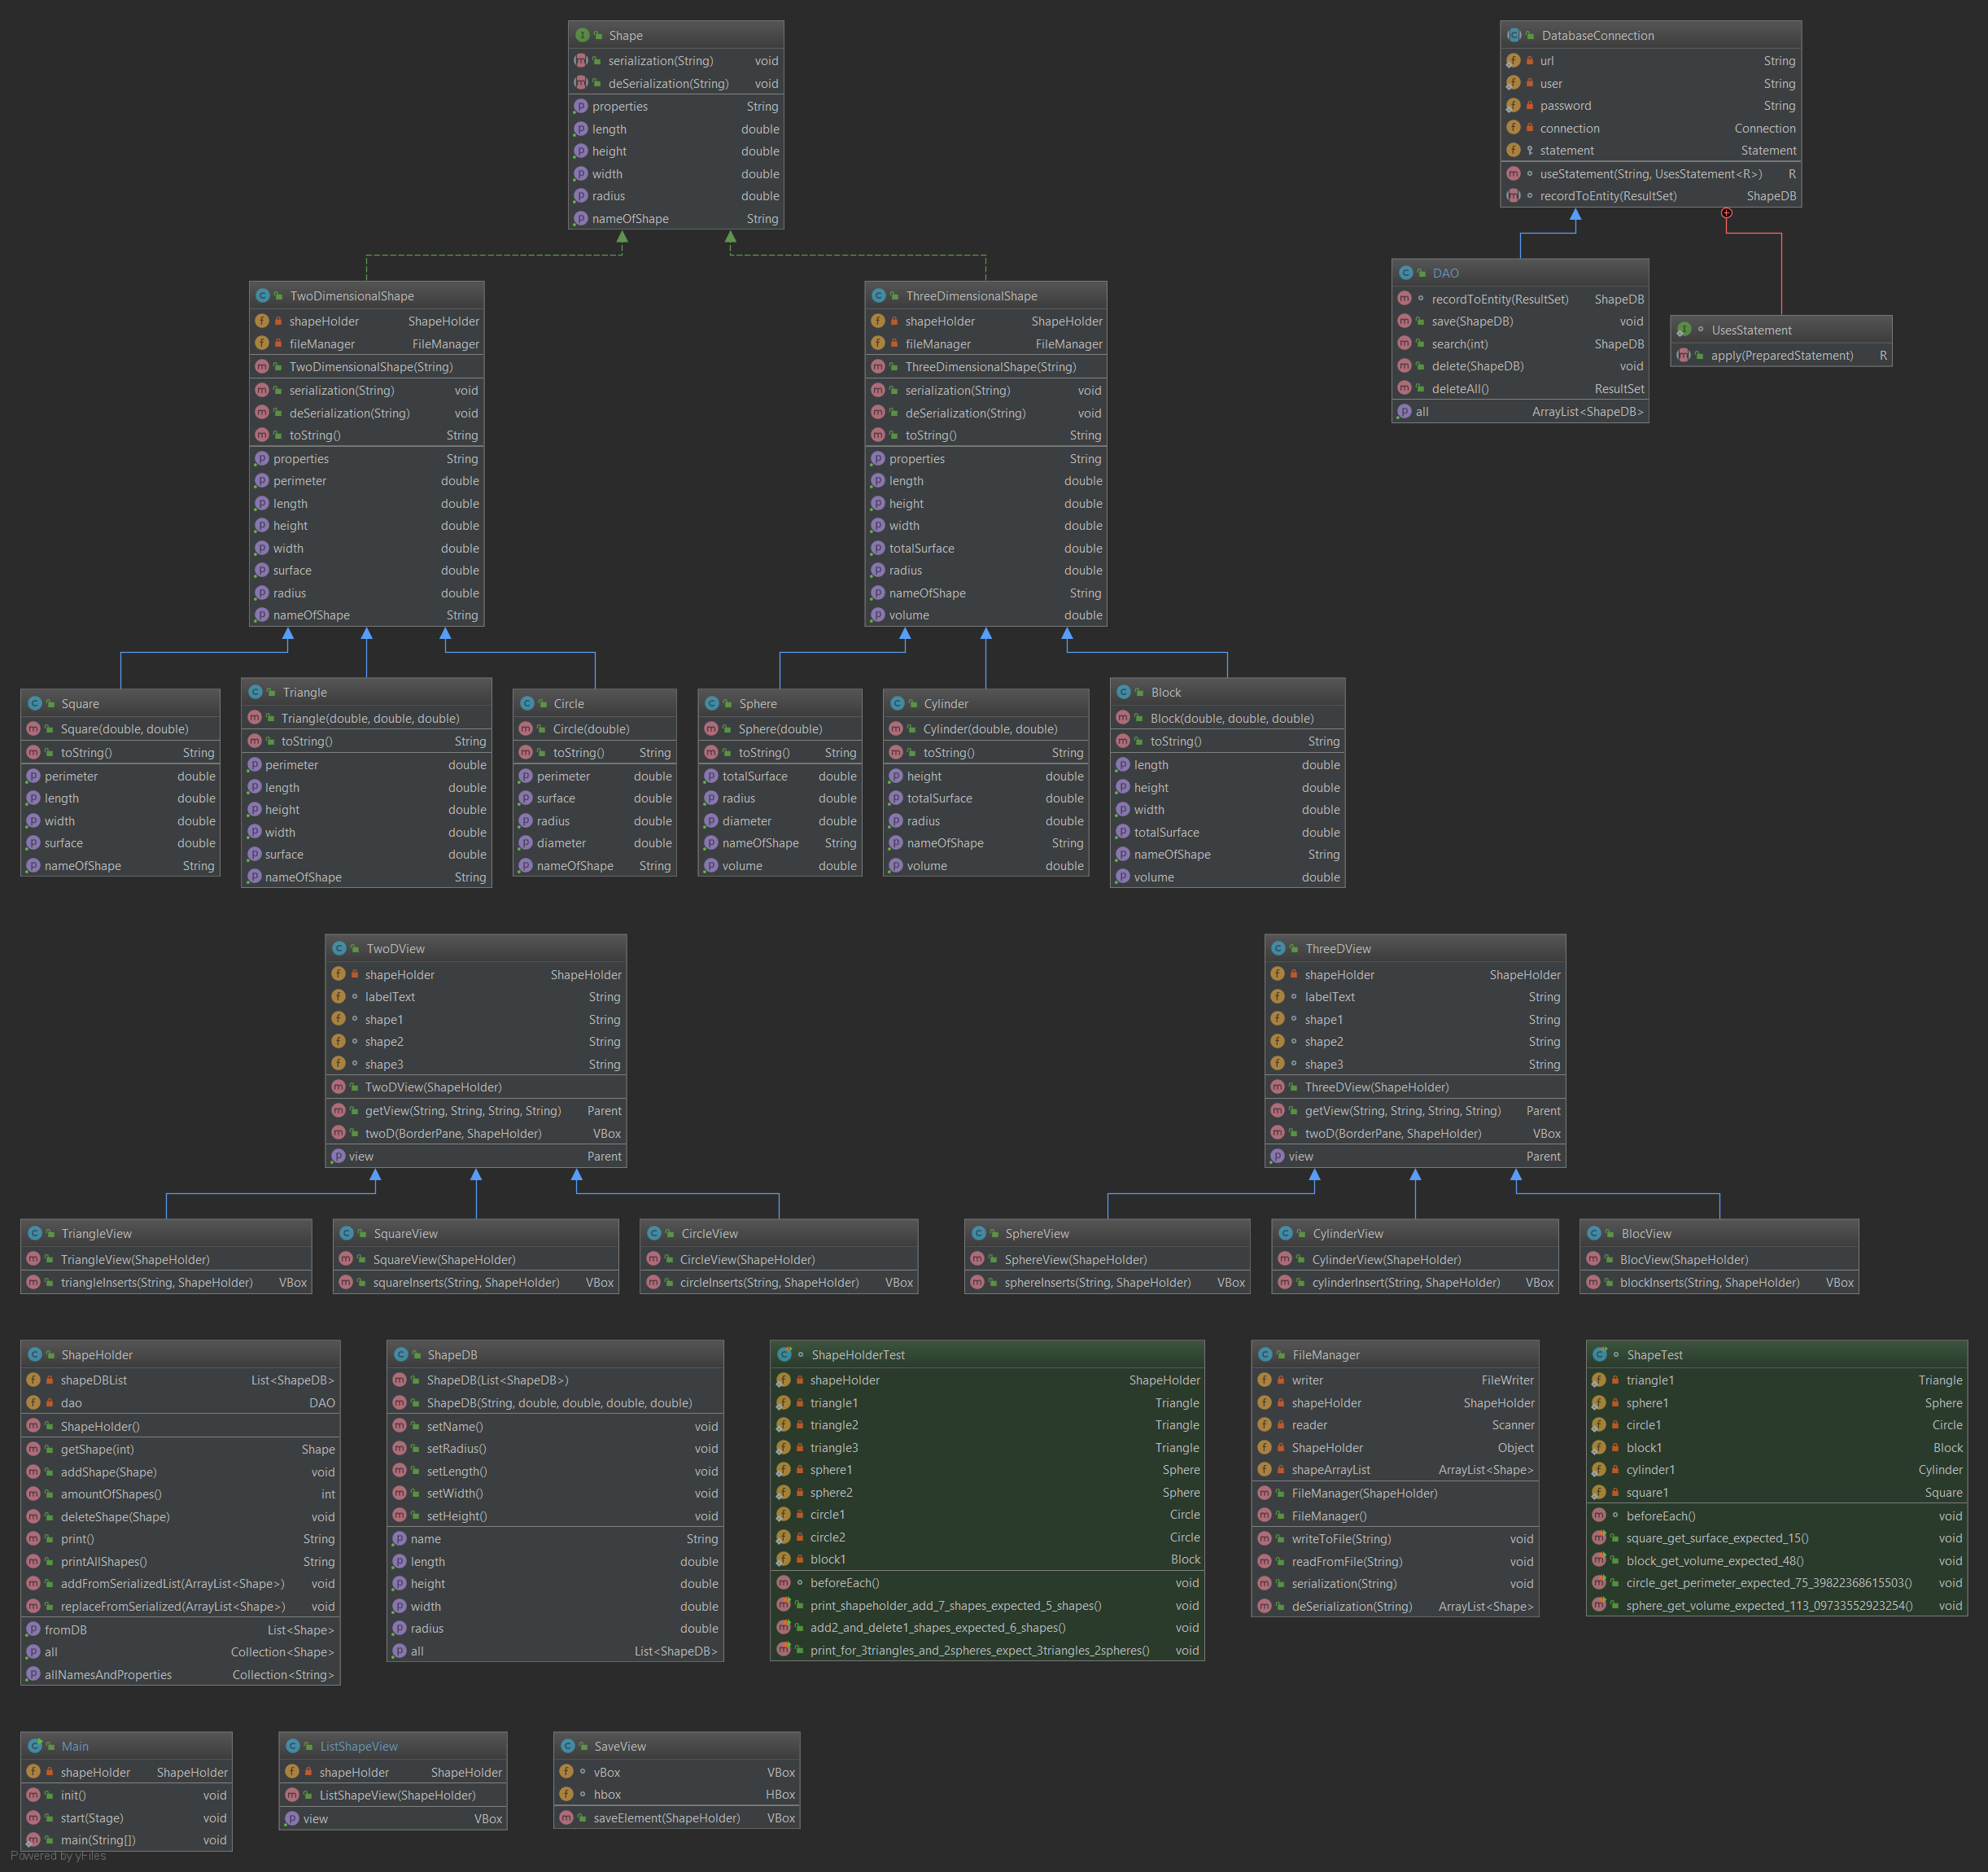 Shape
serialization(String) void
deSerialization(String) void
properties String
length double
height double
width double
radius double
nameOfShape String
DatabaseConnection
url String
user String
password String
connection Connection
statement Statement
useStatement(String, UsesStatement<R>) R
recordToEntity(ResultSet) ShapeDB
DAO
recordToEntity(ResultSet) ShapeDB
save(ShapeDB) void
search(int) ShapeDB
delete(ShapeDB) void
deleteAll() ResultSet
all ArrayList<ShapeDB>
UsesStatement
apply(PreparedStatement) R
TwoDimensionalShape
shapeHolder ShapeHolder
fileManager FileManager
TwoDimensionalShape(String)
serialization(String) void
deSerialization(String) void
toString() String
properties String
perimeter double
length double
height double
width double
surface double
radius double
nameOfShape String
ThreeDimensionalShape
shapeHolder ShapeHolder
fileManager FileManager
ThreeDimensionalShape(String)
serialization(String) void
deSerialization(String) void
toString() String
properties String
length double
height double
width double
totalSurface double
radius double
nameOfShape String
volume double
Square
Square(double, double)
toString() String
perimeter double
length double
width double
surface double
nameOfShape String
Triangle
Triangle(double, double, double)
toString() String
perimeter double
length double
height double
width double
surface double
nameOfShape String
Circle
Circle(double)
toString() String
perimeter double
surface double
radius double
diameter double
nameOfShape String
Sphere
Sphere(double)
toString() String
totalSurface double
radius double
diameter double
nameOfShape String
volume double
Cylinder
Cylinder(double, double)
toString() String
height double
totalSurface double
radius double
nameOfShape String
volume double
Block
Block(double, double, double)
toString() String
length double
height double
width double
totalSurface double
nameOfShape String
volume double
TwoDView
shapeHolder ShapeHolder
labelText String
shape1 String
shape2 String
shape3 String
TwoDView(ShapeHolder)
getView(String, String, String, String) Parent
twoD(BorderPane, ShapeHolder) VBox
view Parent
ThreeDView
shapeHolder ShapeHolder
labelText String
shape1 String
shape2 String
shape3 String
ThreeDView(ShapeHolder)
getView(String, String, String, String) Parent
twoD(BorderPane, ShapeHolder) VBox
view Parent
TriangleView
TriangleView(ShapeHolder)
triangleInserts(String, ShapeHolder) VBox
SquareView
SquareView(ShapeHolder)
squareInserts(String, ShapeHolder) VBox
CircleView
CircleView(ShapeHolder)
circleInserts(String, ShapeHolder) VBox
SphereView
SphereView(ShapeHolder)
sphereInserts(String, ShapeHolder) VBox
CylinderView
CylinderView(ShapeHolder)
cylinderInsert(String, ShapeHolder) VBox
BlocView
BlocView(ShapeHolder)
blockInserts(String, ShapeHolder) VBox
ShapeHolder
shapeDBList List<ShapeDB>
dao DAO
ShapeHolder()
getShape(int) Shape
addShape(Shape) void
amountOfShapes() int
deleteShape(Shape) void
print() String
printAllShapes() String
addFromSerializedList(ArrayList<Shape>) void
replaceFromSerialized(ArrayList<Shape>) void
fromDB List<Shape>
all Collection<Shape>
allNamesAndProperties Collection<String>
ShapeDB
ShapeDB(List<ShapeDB>)
ShapeDB(String, double, double, double, double)
setName() void
setRadius() void
setLength() void
setWidth() void
setHeight() void
name String
length double
height double
width double
radius double
all List<ShapeDB>
ShapeHolderTest
shapeHolder ShapeHolder
triangle1 Triangle
triangle2 Triangle
triangle3 Triangle
sphere1 Sphere
sphere2 Sphere
circle1 Circle
circle2 Circle
block1 Block
beforeEach() void
print_shapeholder_add_7_shapes_expected_5_shapes() void
add2_and_delete1_shapes_expected_6_shapes() void
print_for_3triangles_and_2spheres_expect_3triangles_2spheres() void
FileManager
writer FileWriter
shapeHolder ShapeHolder
reader Scanner
ShapeHolder Object
shapeArrayList ArrayList<Shape>
FileManager(ShapeHolder)
FileManager()
writeToFile(String) void
readFromFile(String) void
serialization(String) void
deSerialization(String) ArrayList<Shape>
ShapeTest
triangle1 Triangle
sphere1 Sphere
circle1 Circle
block1 Block
cylinder1 Cylinder
square1 Square
beforeEach() void
square_get_surface_expected_15() void
block_get_volume_expected_48() void
circle_get_perimeter_expected_75_39822368615503() void
sphere_get_volume_expected_113_09733552923254() void
Main
shapeHolder ShapeHolder
init() void
start(Stage) void
main(String[]) void
ListShapeView
shapeHolder ShapeHolder
ListShapeView(ShapeHolder)
view VBox
SaveView
vBox VBox
hbox HBox
saveElement(ShapeHolder) VBox
Powered by yFiles